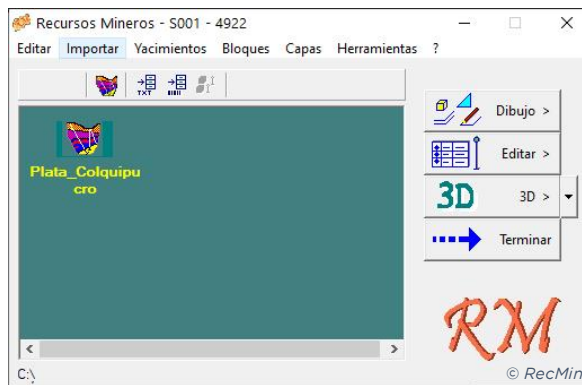 Recursos Mineros - S001 - 4922
Editar Importar Yacimientos Bloques Capas Herramientas ?
TXT
Plata_Colquipu
cro
Dibujo >
Editar >
3D 3D >
Terminar
RM
© RecMin
C:\